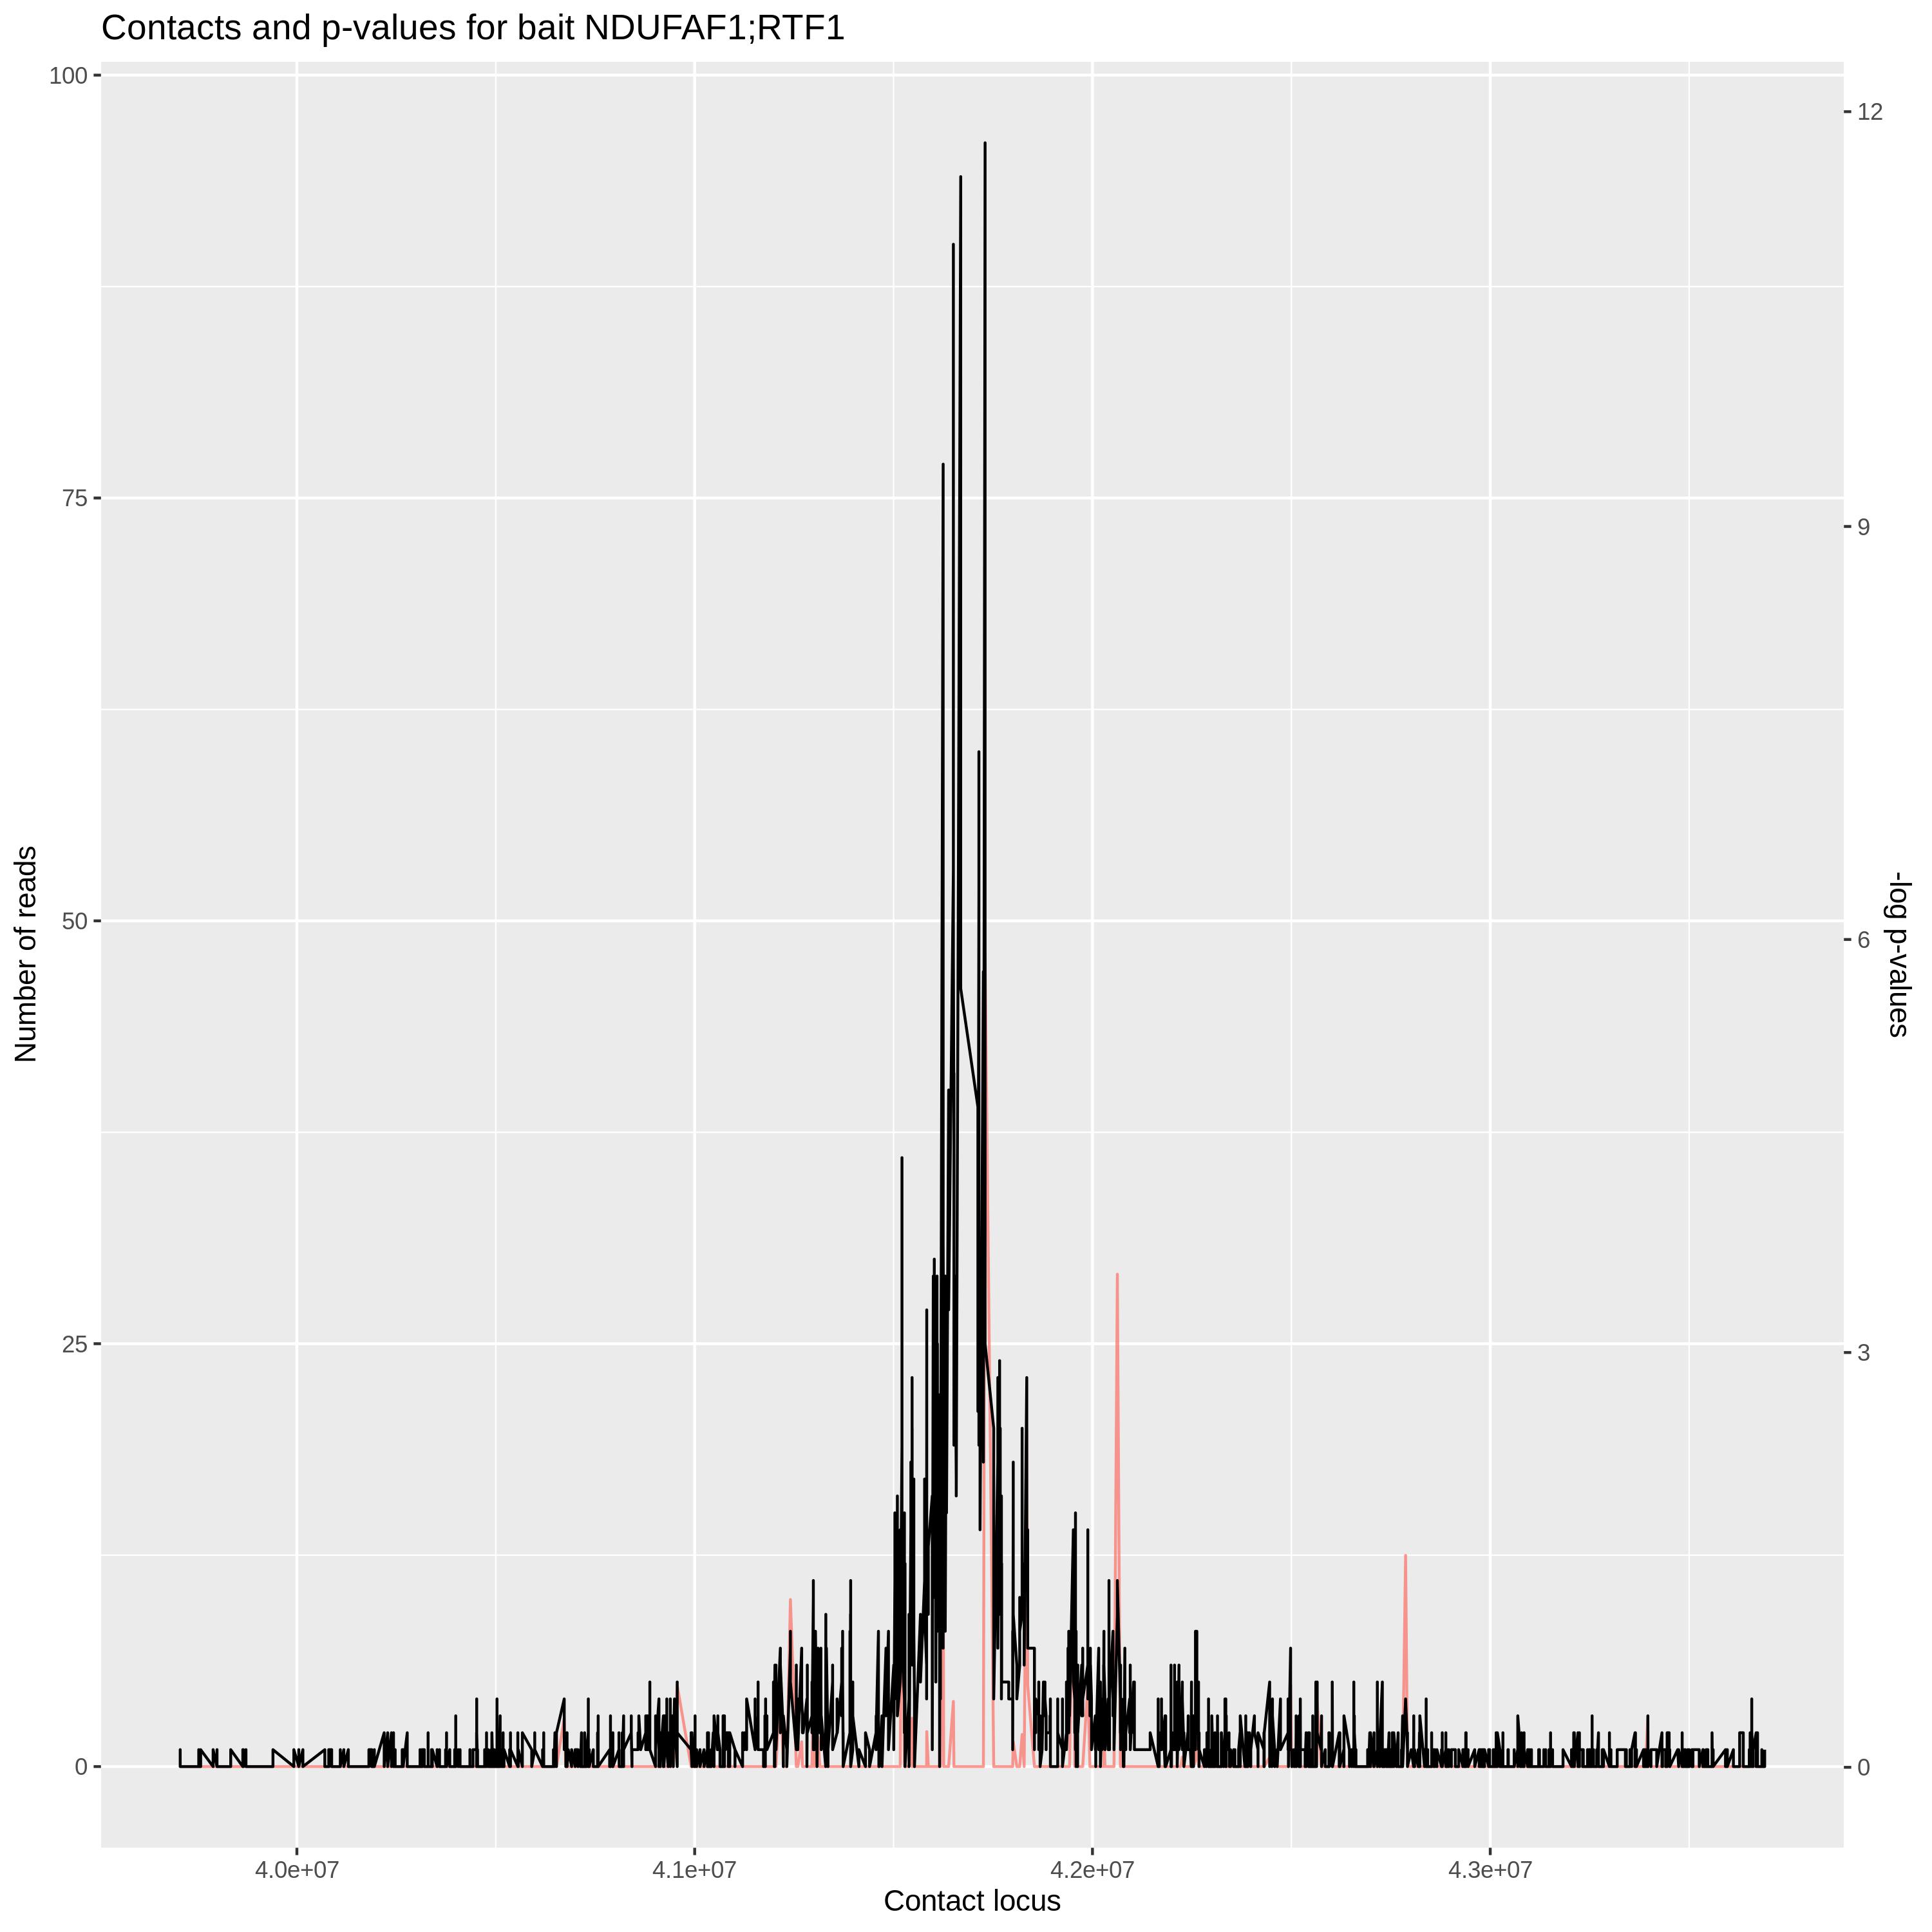 Contacts and p-values for bait NDUFAF1;RTF1
100
75
50
25
0
Number of reads
12
9
6
3
0
-log p-values
4.0e+07
4.1e+07
4.2e+07
4.3e+07
Contact locus